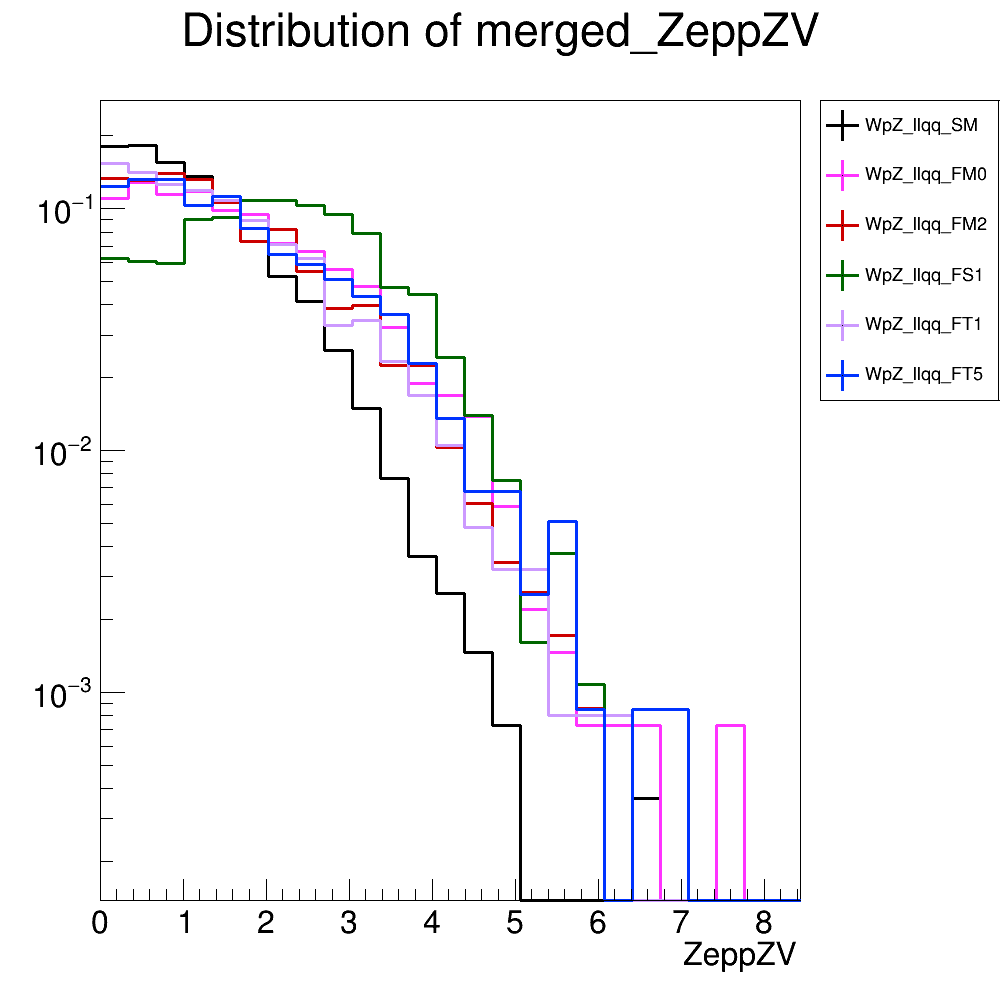 Distribution of merged_ZeppZV
WpZ_llqq_SM
WpZ_llqq_FM0
WpZ_llqq_FM2
WpZ_llqq_FS1
WpZ_llqq_FT1
WpZ_llqq_FT5
10−1
10−2
10−3
0 1 2 3 4 5 6 7 8
ZeppZV